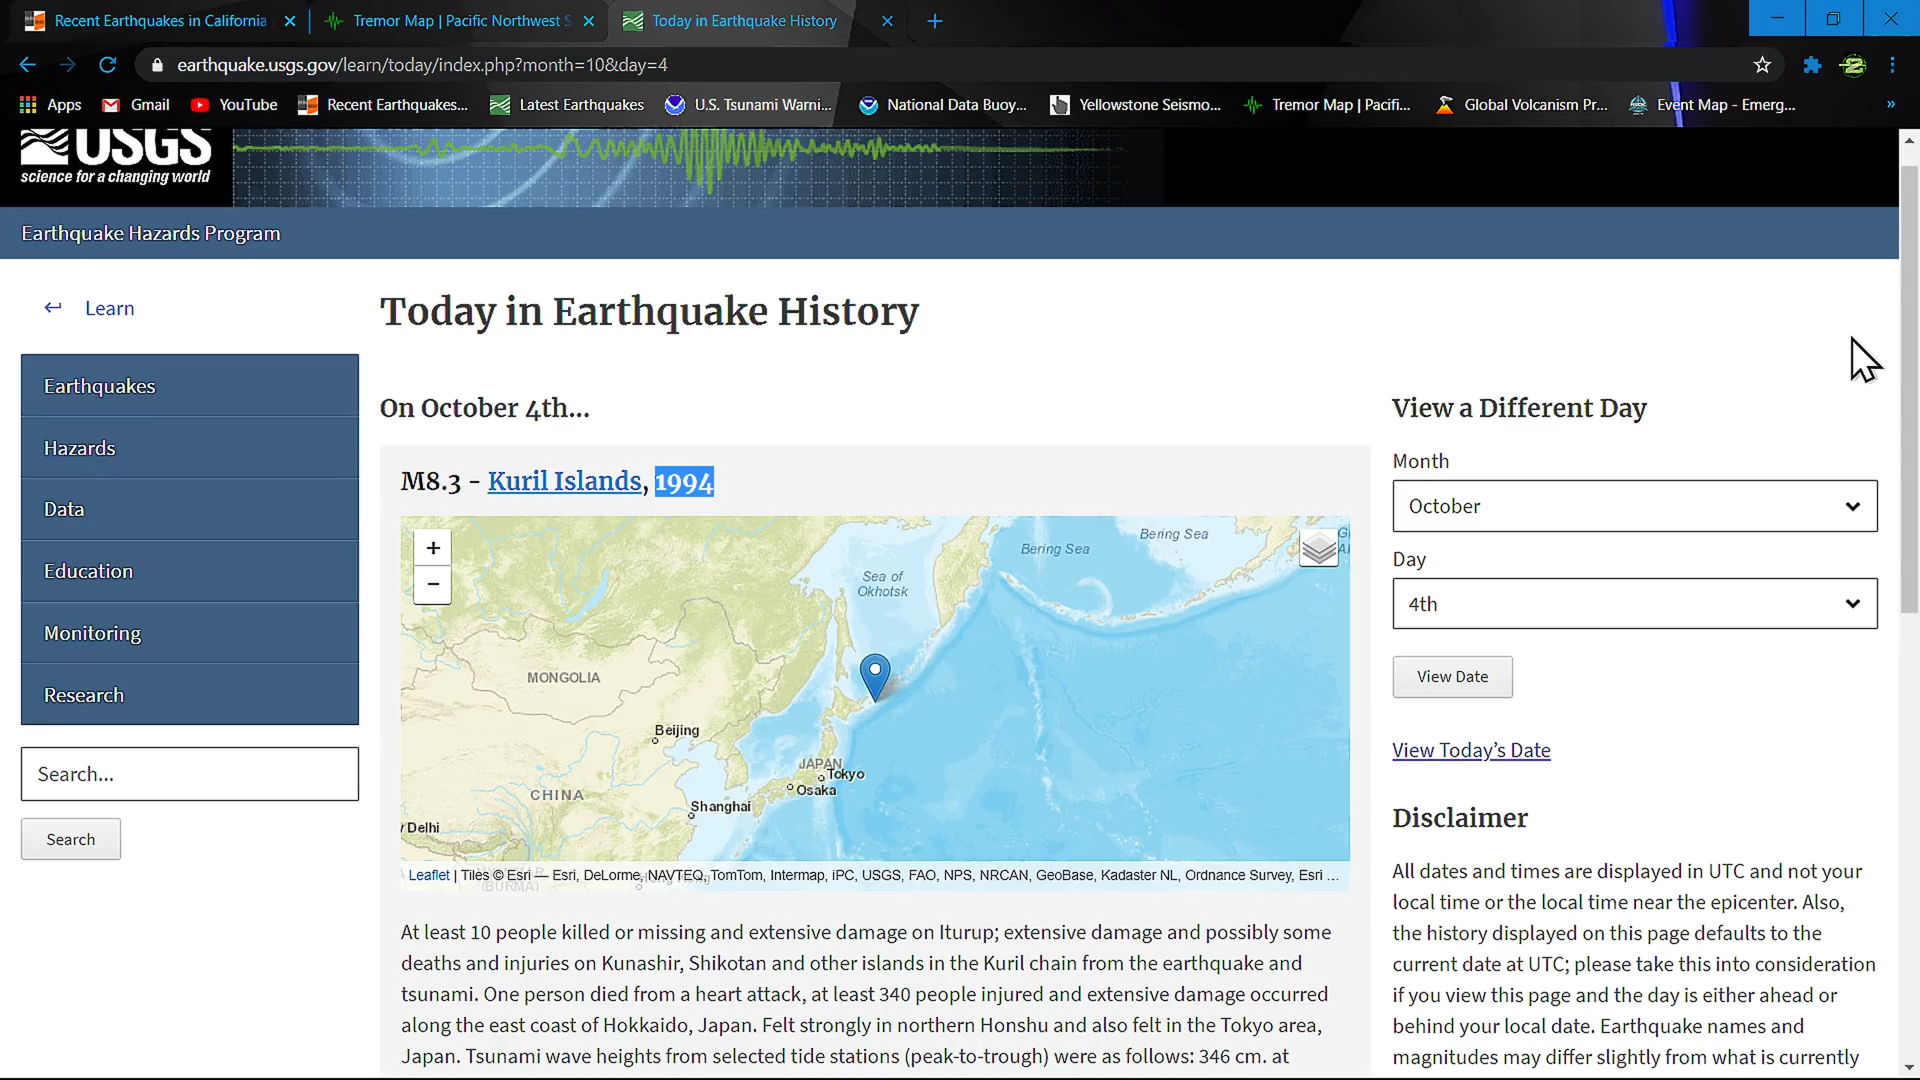 Recent Earthquakes in California
Tremor Map | Pacific Northwest S
Today in Earthquake History
earthquake.usgs.gov/learn/today/index.php?month=10&day=4
Apps
Gmail
YouTube
Recent Earthquakes...
Latest Earthquakes
U.S. Tsunami Warni...
National Data Buoy...
Yellowstone Seismo...
Tremor Map | Pacifi...
Global Volcanism Pr...
Event Map - Emerg...
»
USGS
science for a changing world
Earthquake Hazards Program
Learn
Earthquakes
Hazards
Data
Education
Monitoring
Research
Search...
Search
Today in Earthquake History
On October 4th...
M8.3 - Kuril Islands, 1994
+
−
Bering Sea
Bering Sea
Sea of
Okhotsk
MONGOLIA
Beijing
JAPAN
Tokyo
Osaka
CHINA
Shanghai
Delhi
(BURMA)
Leaflet | Tiles © Esri — Esri, DeLorme, NAVTEQ, TomTom, Intermap, iPC, USGS, FAO, NPS, NRCAN, GeoBase, Kadaster NL, Ordnance Survey, Esri ...
At least 10 people killed or missing and extensive damage on Iturup; extensive damage and possibly some
deaths and injuries on Kunashir, Shikotan and other islands in the Kuril chain from the earthquake and
tsunami. One person died from a heart attack, at least 340 people injured and extensive damage occurred
along the east coast of Hokkaido, Japan. Felt strongly in northern Honshu and also felt in the Tokyo area,
Japan. Tsunami wave heights from selected tide stations (peak-to-trough) were as follows: 346 cm. at
View a Different Day
Month
October
Day
4th
View Date
View Today's Date
Disclaimer
All dates and times are displayed in UTC and not your
local time or the local time near the epicenter. Also,
the history displayed on this page defaults to the
current date at UTC; please take this into consideration
if you view this page and the day is either ahead or
behind your local date. Earthquake names and
magnitudes may differ slightly from what is currently